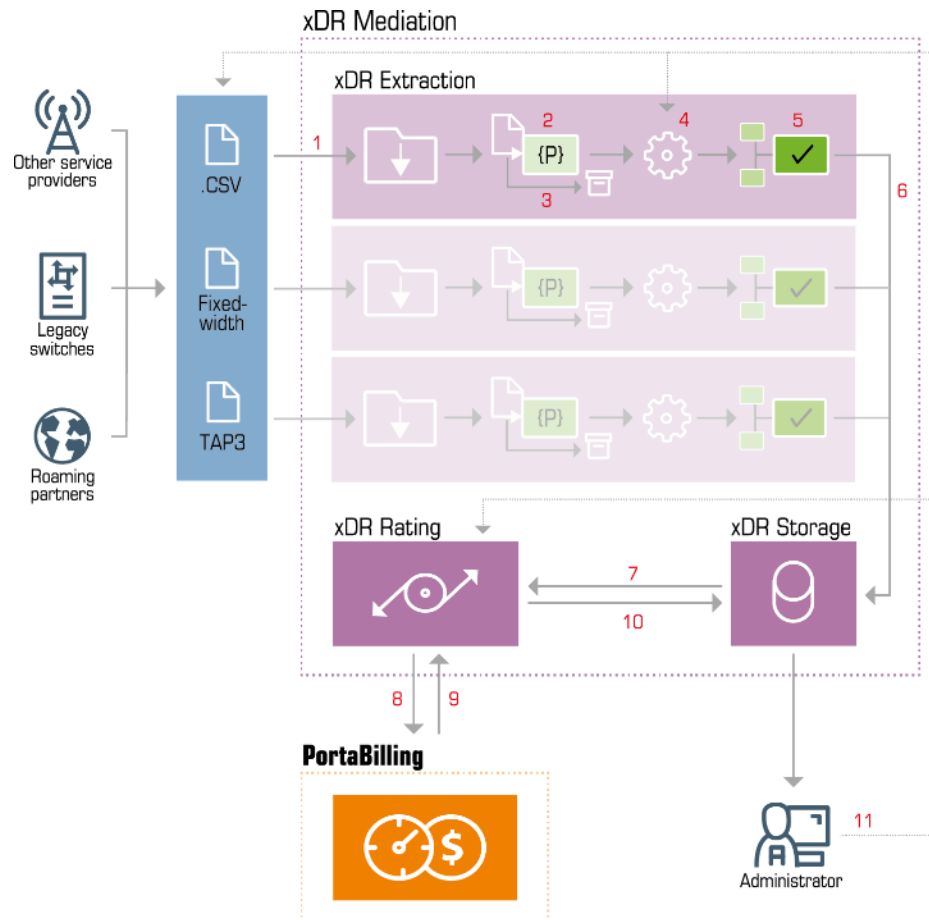 xDR Mediation
xDR Extraction
Other service
providers
.CSV
1
2
{P}
3
4
5
6
Legacy
switches
Fixed-
width
{P}
Roaming
partners
TAP3
{P}
xDR Rating
xDR Storage
7
10
8
9
PortaBilling
$
11
Administrator